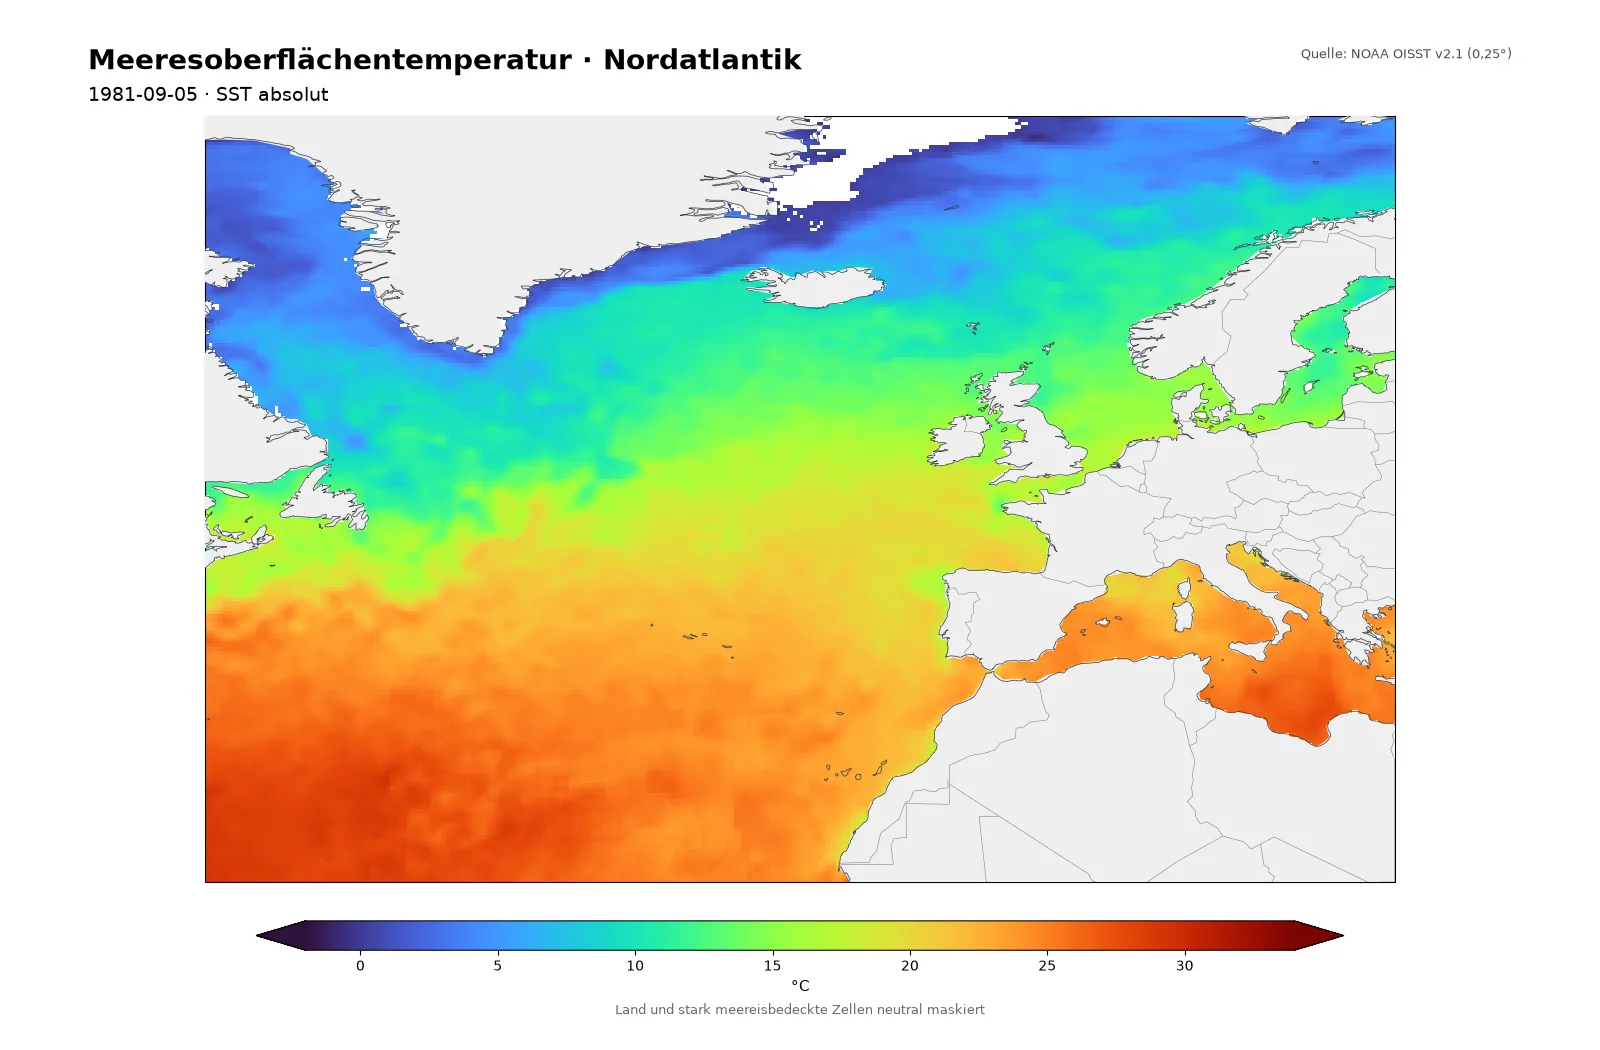 Meeresoberflächentemperatur · Nordatlantik
Quelle: NOAA OISST v2.1 (0,25°)
1981-09-05 · SST absolut
0 5 10 15 20 25 30
°C
Land und stark meereisbedeckte Zellen neutral maskiert